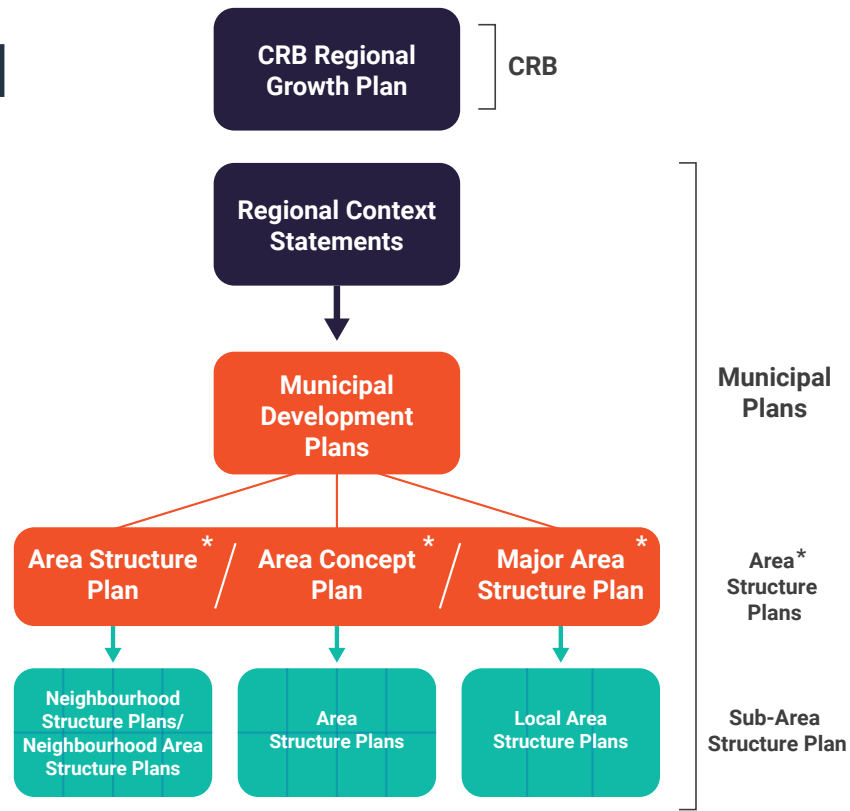 CRB Regional
Growth Plan
CRB
Regional Context
Statements
Municipal
Development
Plans
Municipal
Plans
Area Structure *
Plan
/
Area Concept *
Plan
/
Major Area *
Structure Plan
Area*
Structure
Plans
Neighbourhood
Structure Plans/
Neighbourhood Area
Structure Plans
Area
Structure Plans
Local Area
Structure Plans
Sub-Area
Structure Plan